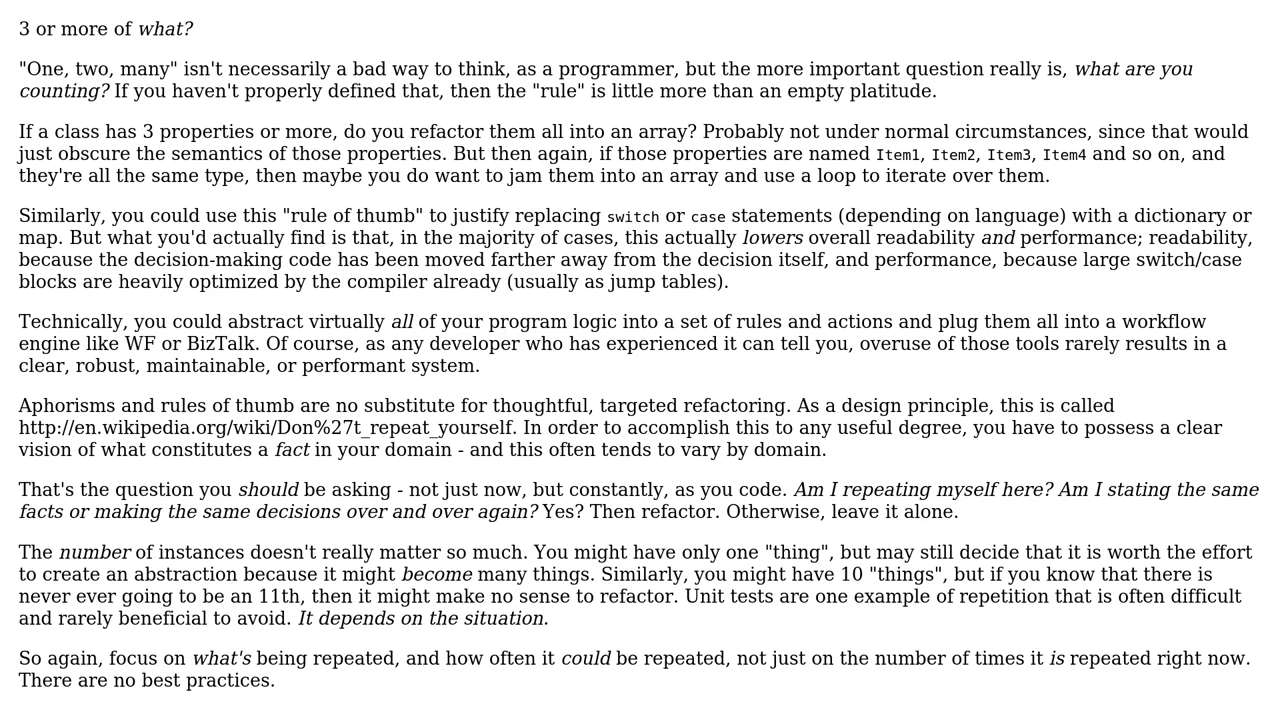 3 or more of what?
"One, two, many" isn't necessarily a bad way to think, as a programmer, but the more important question really is, what are you
counting? If you haven't properly defined that, then the "rule" is little more than an empty platitude.
If a class has 3 properties or more, do you refactor them all into an array? Probably not under normal circumstances, since that would
just obscure the semantics of those properties. But then again, if those properties are named Item1, Item2, Item3, Item4 and so on, and
they're all the same type, then maybe you do want to jam them into an array and use a loop to iterate over them.
Similarly, you could use this "rule of thumb" to justify replacing switch or case statements (depending on language) with a dictionary or
map. But what you'd actually find is that, in the majority of cases, this actually lowers overall readability and performance; readability,
because the decision-making code has been moved farther away from the decision itself, and performance, because large switch/case
blocks are heavily optimized by the compiler already (usually as jump tables).
Technically, you could abstract virtually all of your program logic into a set of rules and actions and plug them all into a workflow
engine like WF or BizTalk. Of course, as any developer who has experienced it can tell you, overuse of those tools rarely results in a
clear, robust, maintainable, or performant system.
Aphorisms and rules of thumb are no substitute for thoughtful, targeted refactoring. As a design principle, this is called
http://en.wikipedia.org/wiki/Don%27t_repeat_yourself. In order to accomplish this to any useful degree, you have to possess a clear
vision of what constitutes a fact in your domain - and this often tends to vary by domain.
That's the question you should be asking - not just now, but constantly, as you code. Am I repeating myself here? Am I stating the same
facts or making the same decisions over and over again? Yes? Then refactor. Otherwise, leave it alone.
The number of instances doesn't really matter so much. You might have only one "thing", but may still decide that it is worth the effort
to create an abstraction because it might become many things. Similarly, you might have 10 "things", but if you know that there is
never ever going to be an 11th, then it might make no sense to refactor. Unit tests are one example of repetition that is often difficult
and rarely beneficial to avoid. It depends on the situation.
So again, focus on what's being repeated, and how often it could be repeated, not just on the number of times it is repeated right now.
There are no best practices.